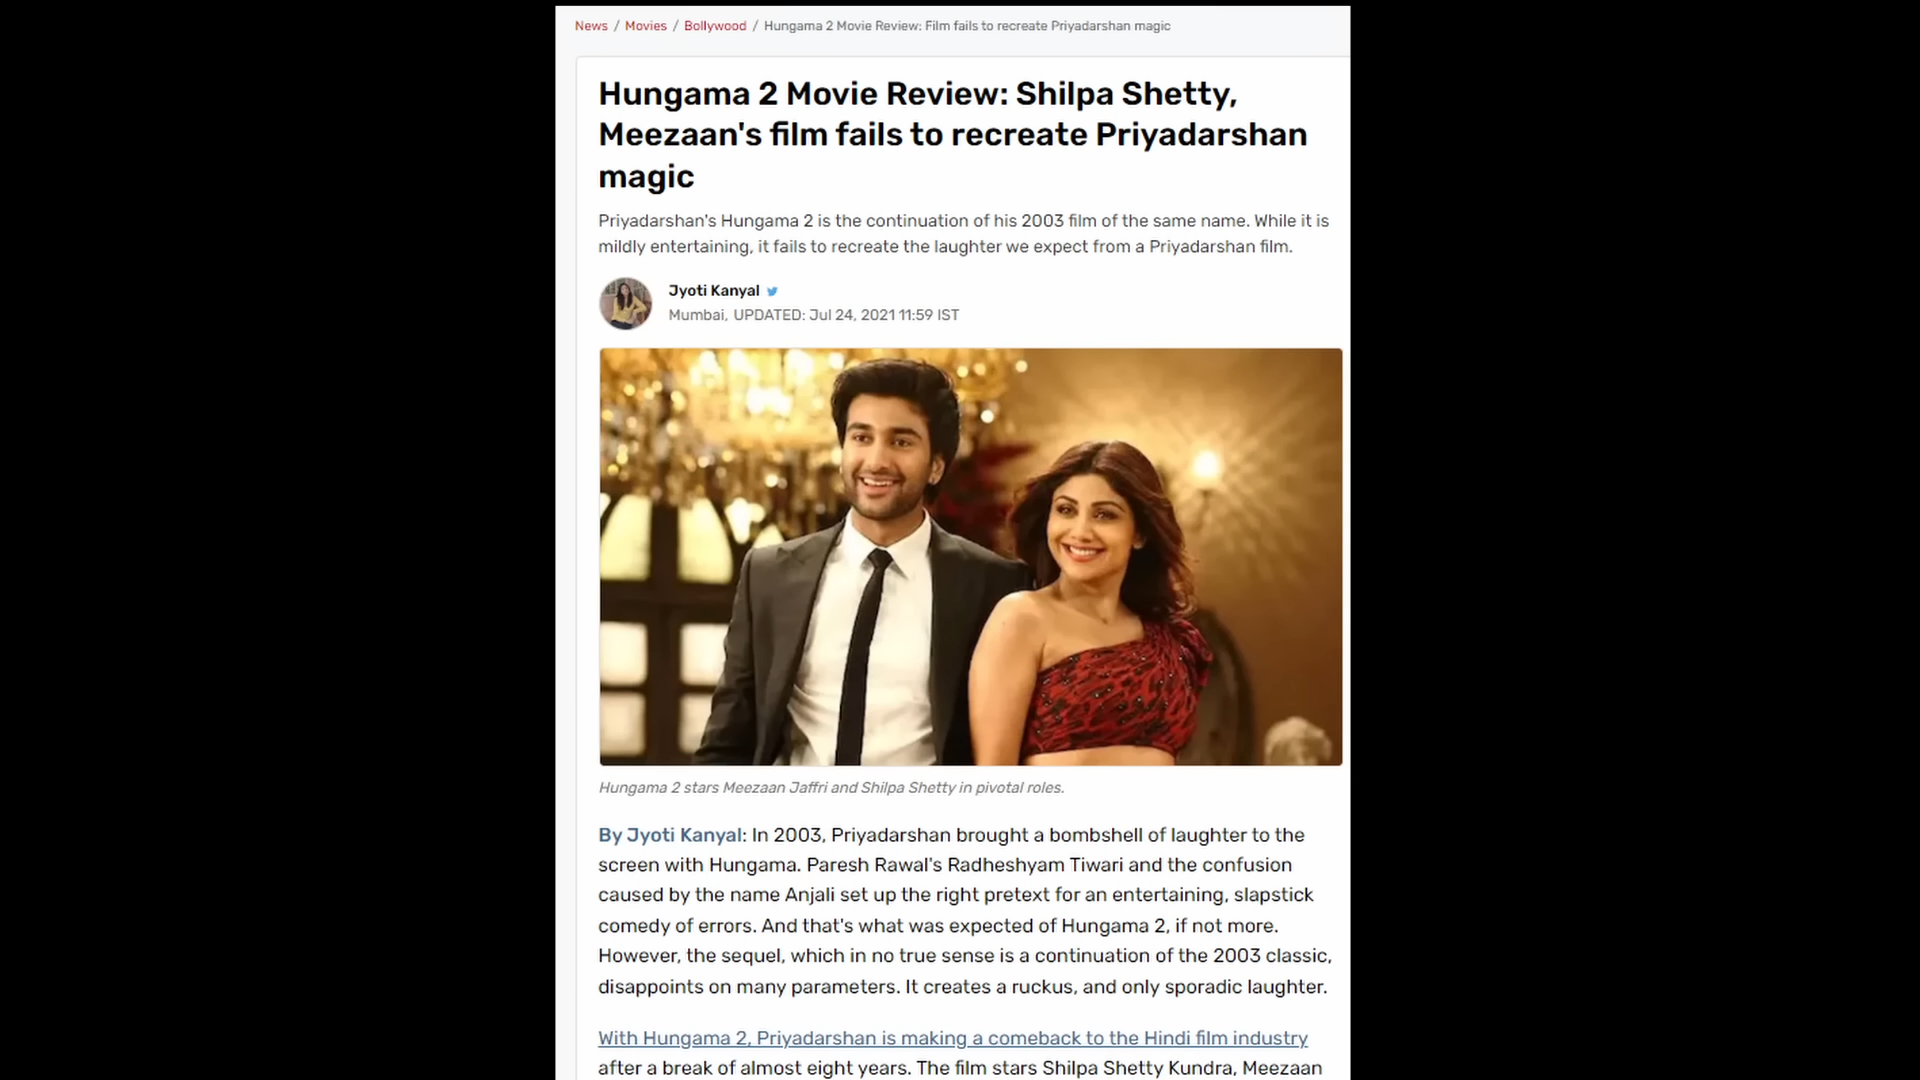 News / Movies / Bollywood / Hungama 2 Movie Review: Film fails to recreate Priyadarshan magic
Hungama 2 Movie Review: Shilpa Shetty,
Meezaan's film fails to recreate Priyadarshan
magic
Priyadarshan's Hungama 2 is the continuation of his 2003 film of the same name. While it is
mildly entertaining, it fails to recreate the laughter we expect from a Priyadarshan film.
Jyoti Kanyal
Mumbai, UPDATED: Jul 24, 2021 11:59 IST
Hungama 2 stars Meezaan Jaffri and Shilpa Shetty in pivotal roles.
By Jyoti Kanyal: In 2003, Priyadarshan brought a bombshell of laughter to the
screen with Hungama. Paresh Rawal's Radheshyam Tiwari and the confusion
caused by the name Anjali set up the right pretext for an entertaining, slapstick
comedy of errors. And that's what was expected of Hungama 2, if not more.
However, the sequel, which in no true sense is a continuation of the 2003 classic,
disappoints on many parameters. It creates a ruckus, and only sporadic laughter.
With Hungama 2, Priyadarshan is making a comeback to the Hindi film industry
after a break of almost eight years. The film stars Shilpa Shetty Kundra, Meezaan